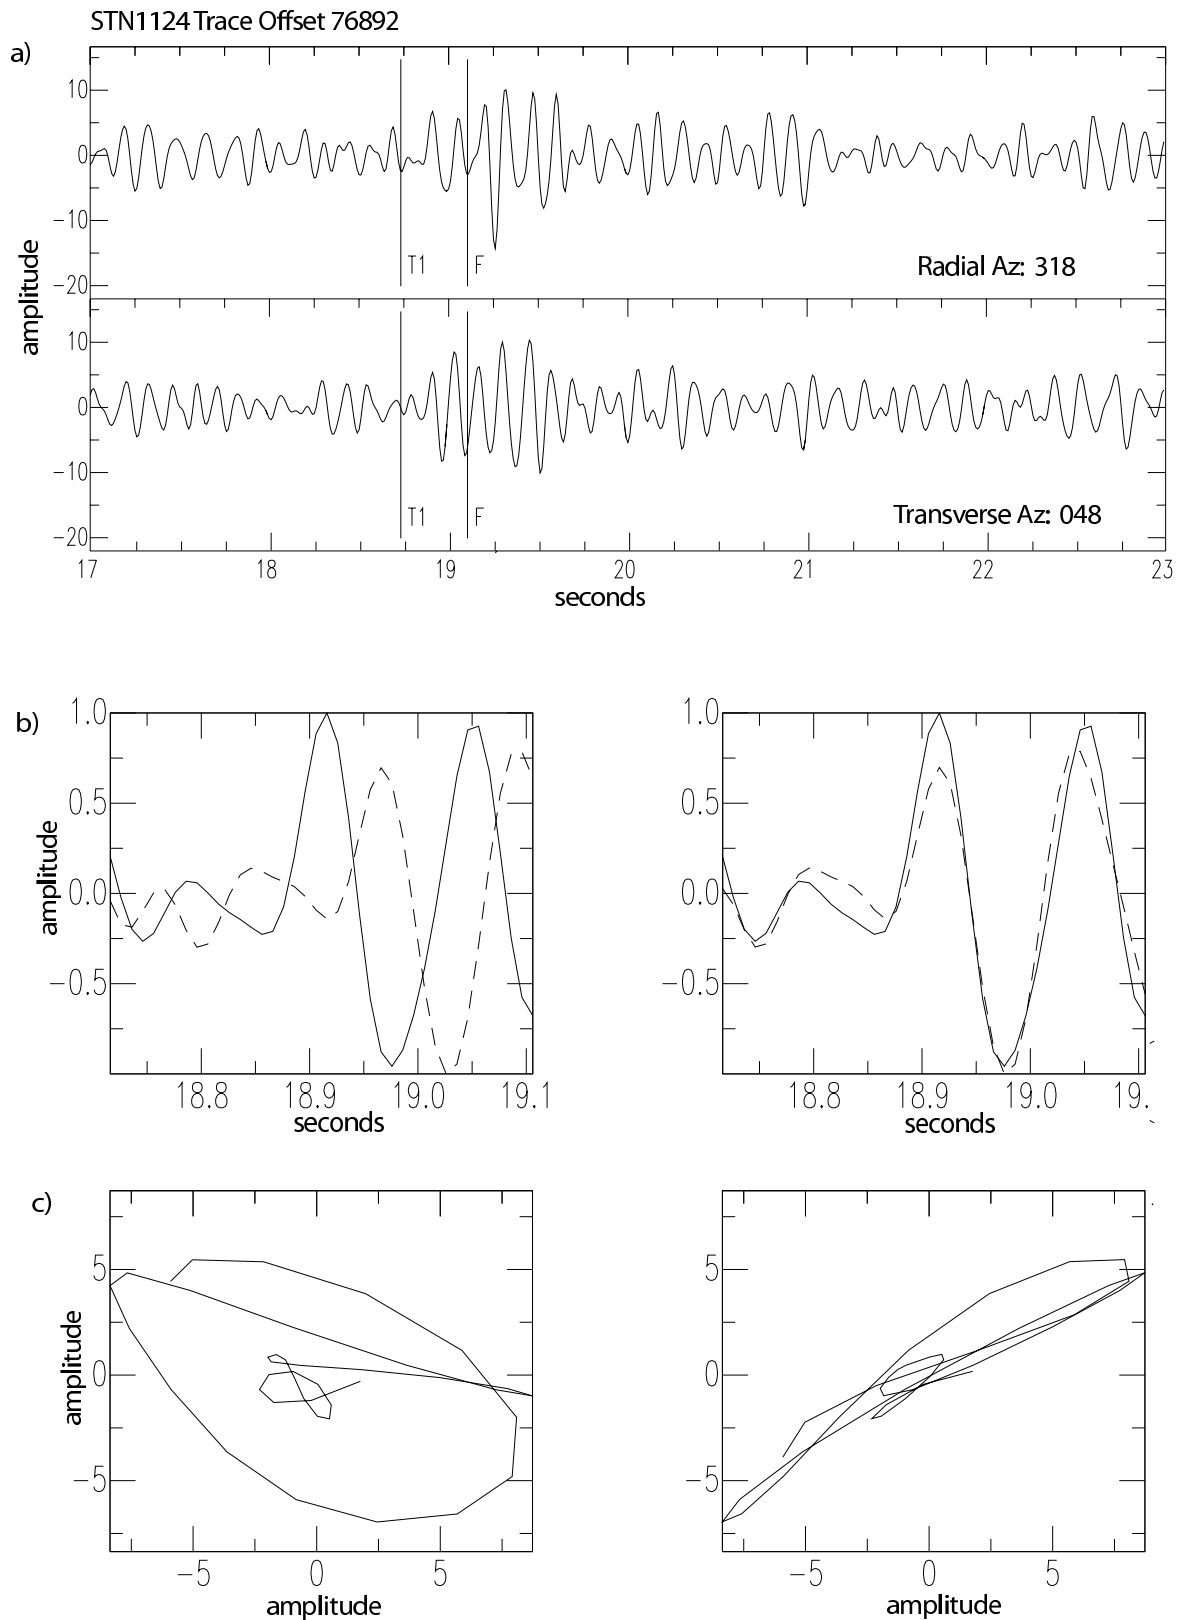 STN1124 Trace Offset 76892
a)
10
0
−10
−20
T1 F
Radial Az: 318
amplitude
10
0
−10
−20
T1 F
Transverse Az: 048
17 18 19 20 21 22 23
seconds
b)
1.0
0.5
0.0
−0.5
amplitude
18.8 18.9 19.0 19.1
seconds
1.0
0.5
0.0
−0.5
18.8 18.9 19.0 19.
seconds
c)
5
0
−5
amplitude
−5 0 5
amplitude
5
0
−5
−5 0 5
amplitude